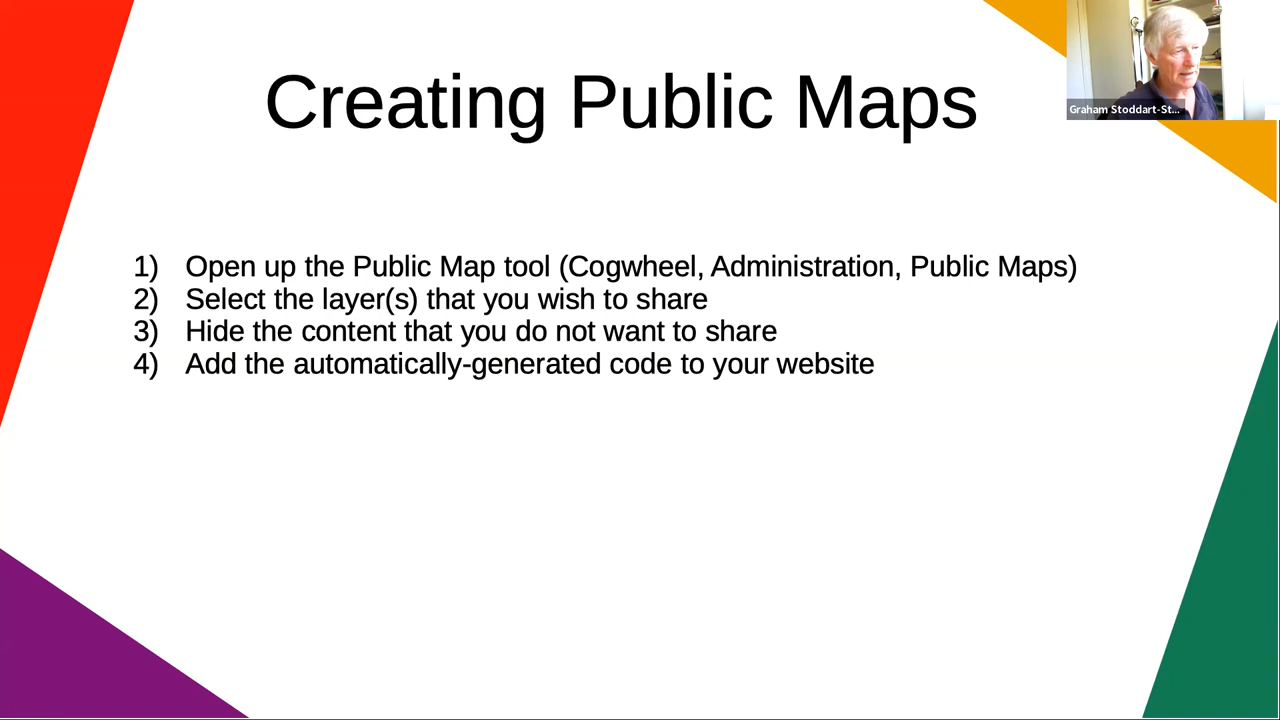 Creating Public Maps
Graham Stoddart-St...
1) Open up the Public Map tool (Cogwheel, Administration, Public Maps)
2) Select the layer(s) that you wish to share
3) Hide the content that you do not want to share
4) Add the automatically-generated code to your website